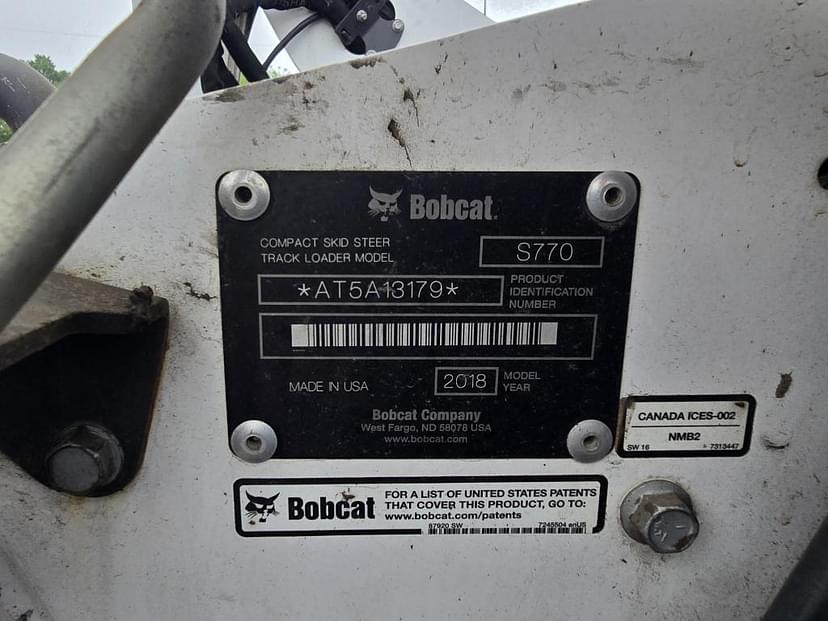 Bobcat.
COMPACT SKID STEER
TRACK LOADER MODEL
S770
*AT5A13179*
PRODUCT
IDENTIFICATION
NUMBER
MADE IN USA
2018
MODEL
YEAR
Bobcat Company
West Fargo, ND 58078 USA
www.bobcat.com
CANADA ICES-002
NMB2
SW 16
7313447
Bobcat
FOR A LIST OF UNITED STATES PATENTS
THAT COVER THIS PRODUCT, GO TO:
www.bobcat.com/patents
87920 SW
7245504 enUS